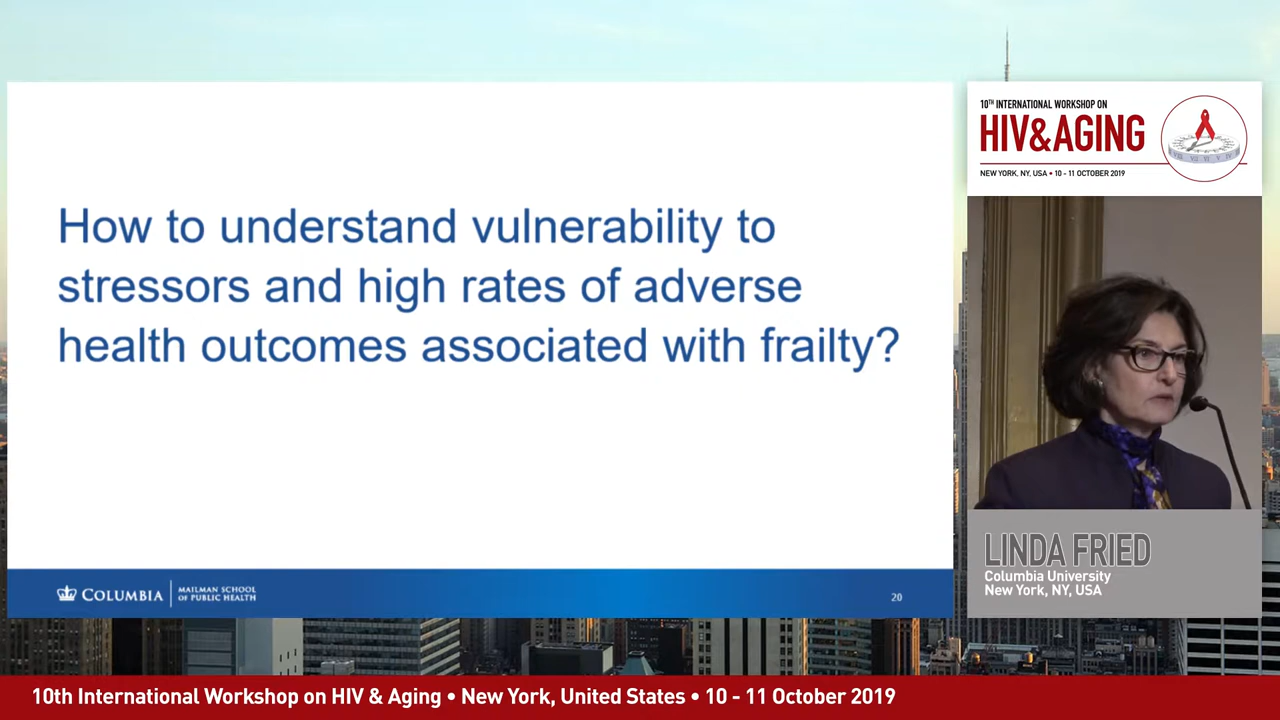 How to understand vulnerability to
stressors and high rates of adverse
health outcomes associated with frailty?
COLUMBIA
MAILMAN SCHOOL
OF PUBLIC HEALTH
20
10TH INTERNATIONAL WORKSHOP ON
HIV&AGING
NEW YORK, NY, USA • 10 - 11 OCTOBER 2019
LINDA FRIED
Columbia University
New York, NY, USA
10th International Workshop on HIV & Aging • New York, United States • 10 - 11 October 2019